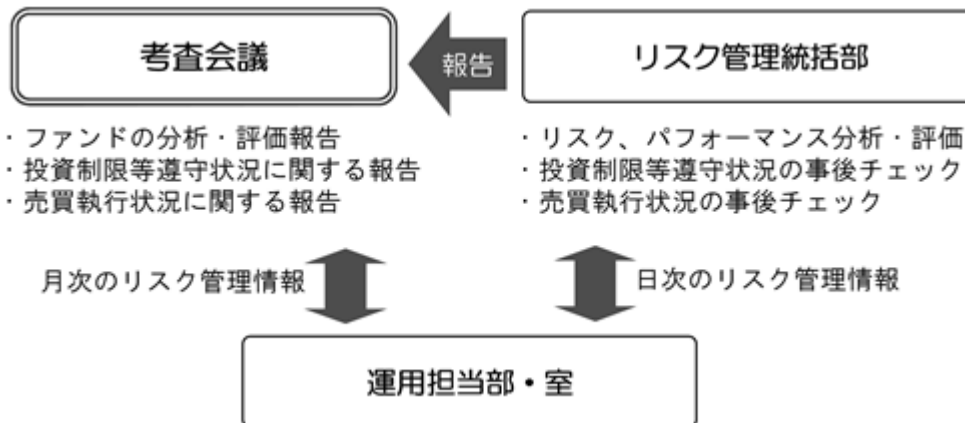 考査会議
報告
リスク管理統括部
・ファンドの分析・評価報告
・投資制限等遵守状況に関する報告
・売買執行状況に関する報告
・リスク、パフォーマンス分析・評価
・投資制限等遵守状況の事後チェック
・売買執行状況の事後チェック
月次のリスク管理情報
日次のリスク管理情報
運用担当部・室